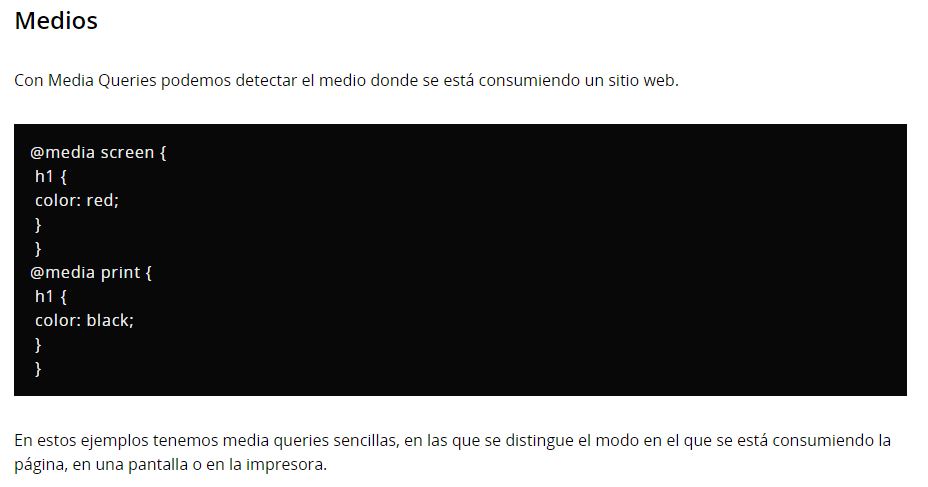 Medios
Con Media Queries podemos detectar el medio donde se está consumiendo un sitio web.
@media screen {
h1 {
color: red;
}
}
@media print {
h1 {
color: black;
}
}
En estos ejemplos tenemos media queries sencillas, en las que se distingue el modo en el que se está consumiendo la
página, en una pantalla o en la impresora.